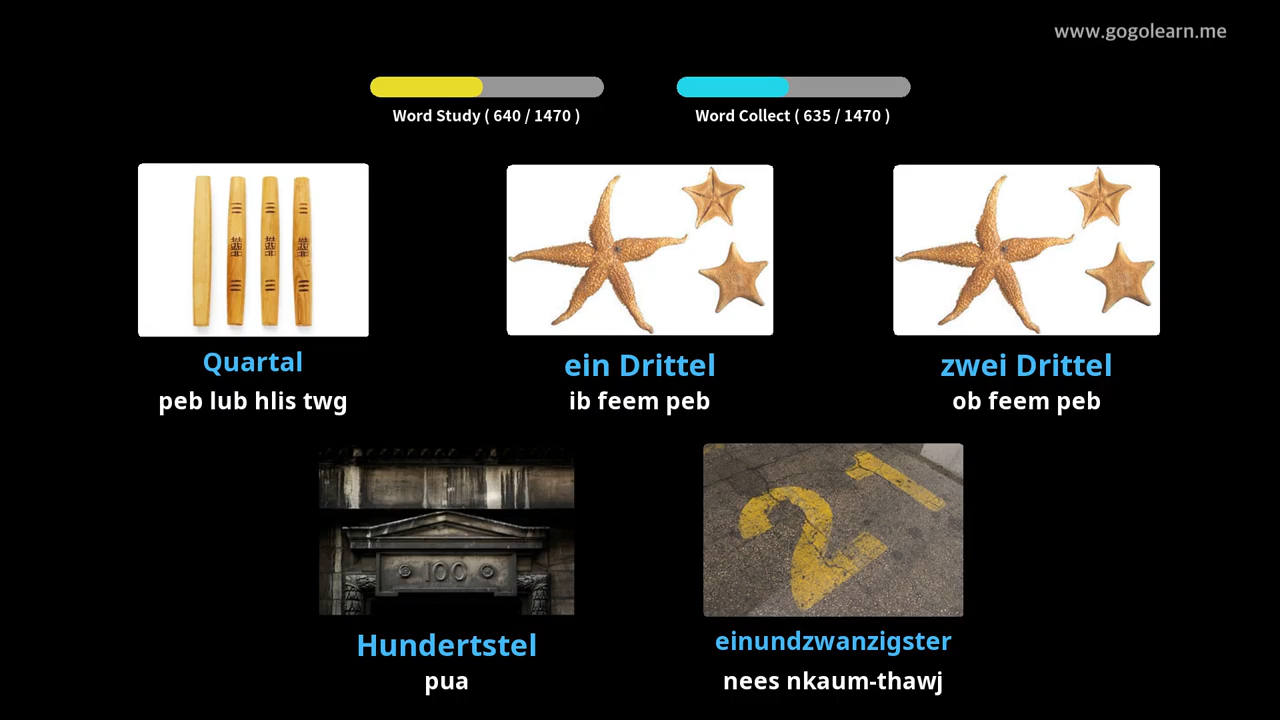 www.gogolearn.me
Word Study ( 640 / 1470 )
Word Collect ( 635 / 1470 )
Quartal
ein Drittel
zwei Drittel
peb lub hlis twg
ib feem peb
ob feem peb
100
21
Hundertstel
einundzwanzigster
pua
nees nkaum-thawj